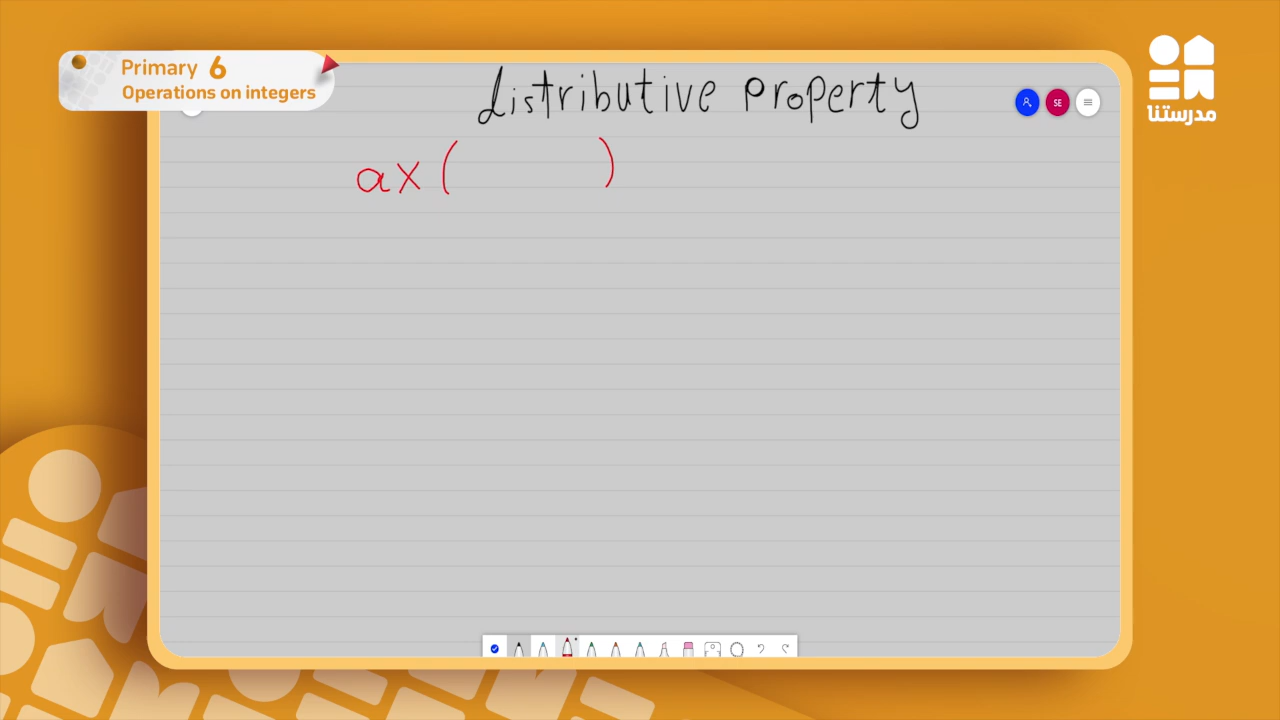 Primary 6
Operations on integers
مدرستنا
distributive property
SE
a x (          )